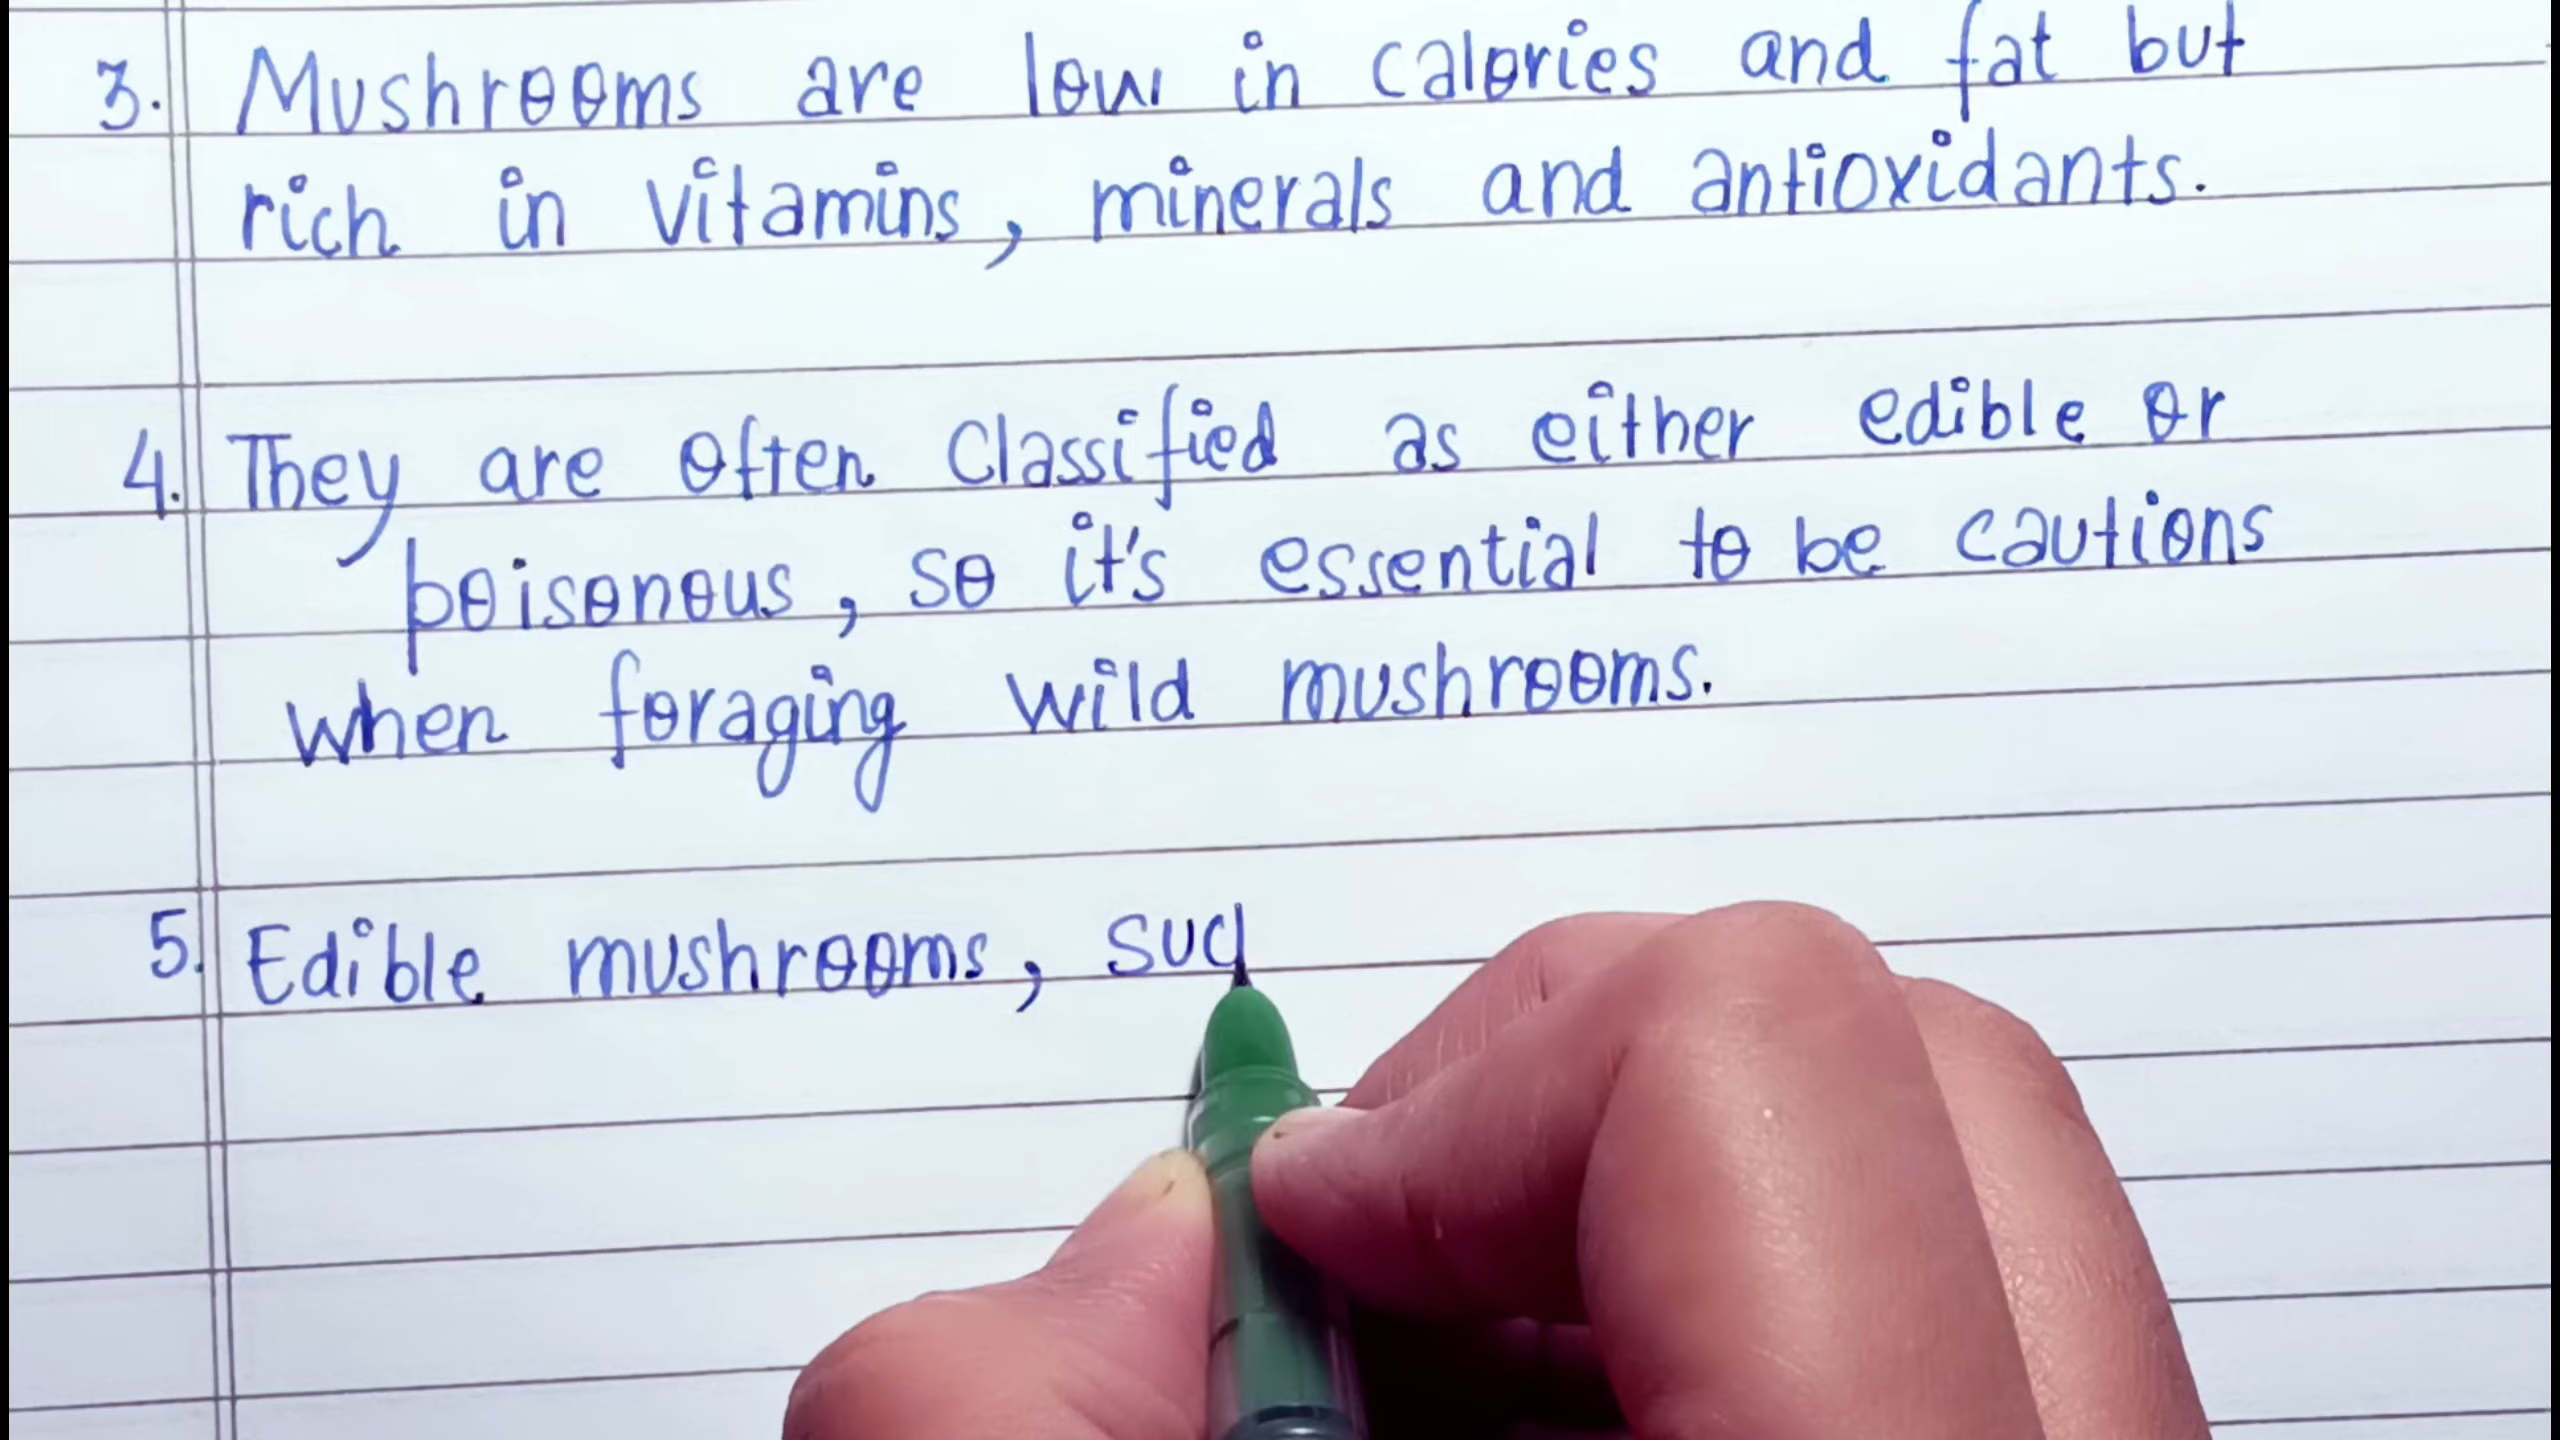 3. Mushrooms are low in calories and fat but
rich in vitamins, minerals and antioxidants.
4. They are often Classified as either edible or
poisonous, so it's essential to be cautions
when foraging wild mushrooms.
5. Edible mushrooms, suc